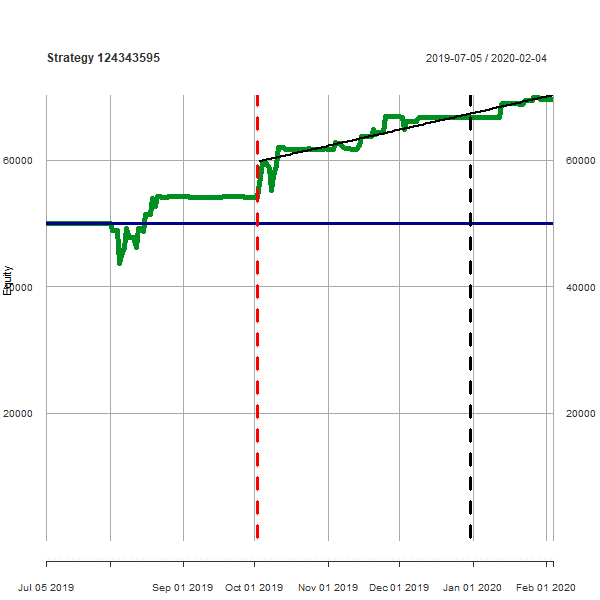 Strategy 124343595
2019-07-05 / 2020-02-04
60000
60000
Equity
40000
40000
20000
20000
Jul 05 2019
Sep 01 2019
Oct 01 2019
Nov 01 2019
Dec 01 2019
Jan 01 2020
Feb 01 2020